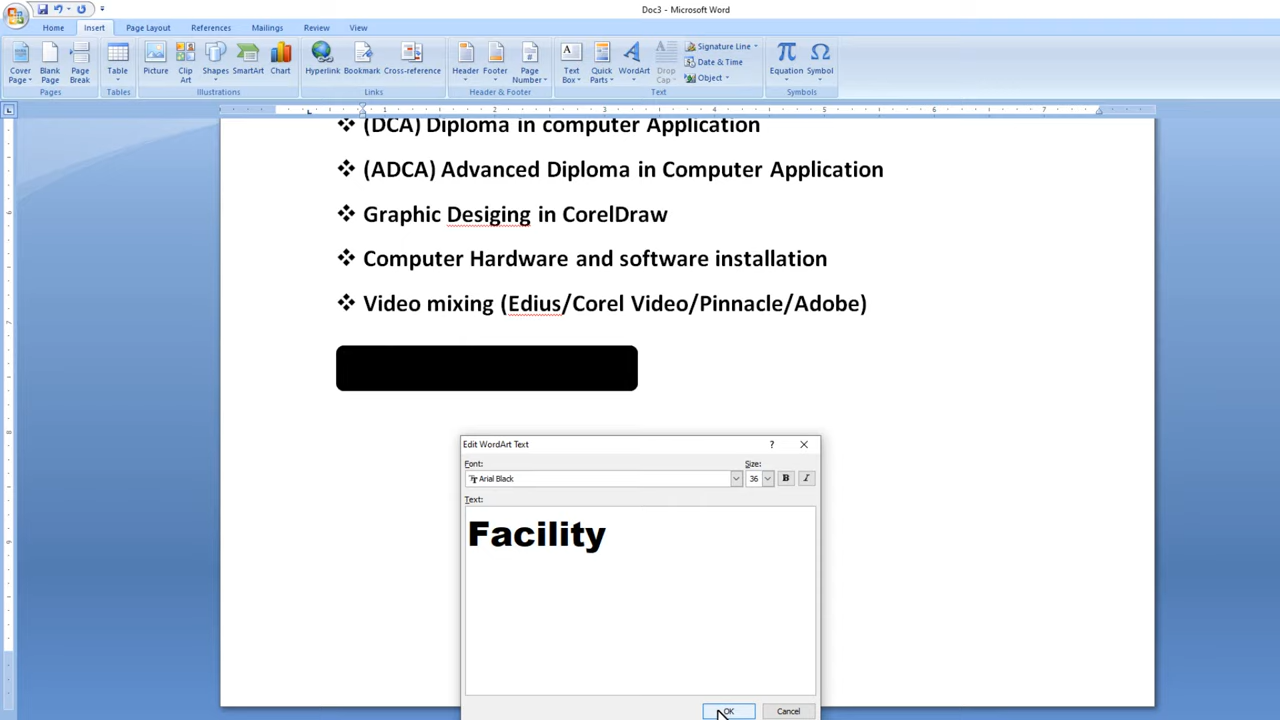 Doc3 - Microsoft Word
Home Insert Page Layout References Mailings Review View
Cover Page Blank Page Page Break
Pages
Table
Tables
Picture Clip Art Shapes SmartArt Chart
Illustrations
Hyperlink Bookmark Cross-reference
Links
Header Footer Page Number
Header & Footer
Text Box Quick Parts WordArt Drop Cap
Signature Line
Date & Time
Object
Text
Equation Symbol
Symbols
(DCA) Diploma in computer Application
(ADCA) Advanced Diploma in Computer Application
Graphic Desiging in CorelDraw
Computer Hardware and software installation
Video mixing (Edius/Corel Video/Pinnacle/Adobe)
Edit WordArt Text
Font: Size:
Arial Black 36 B I
Text:
Facility
OK Cancel